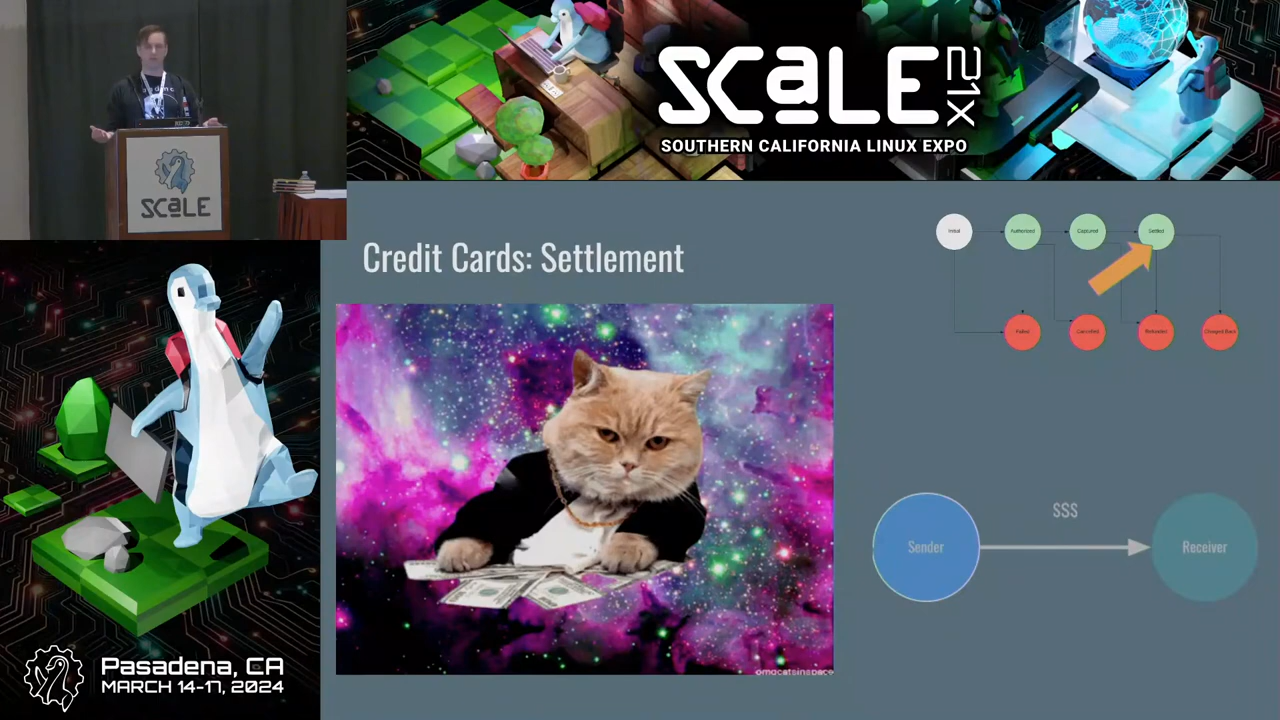 SCaLE
21X
SOUTHERN CALIFORNIA LINUX EXPO
SCaLE
Credit Cards: Settlement
Initial
Authorized
Captured
Settled
Failed
Cancelled
Refunded
Charged Back
$$$
Sender
Receiver
omgcatsinspace
Pasadena, CA
MARCH 14-17, 2024